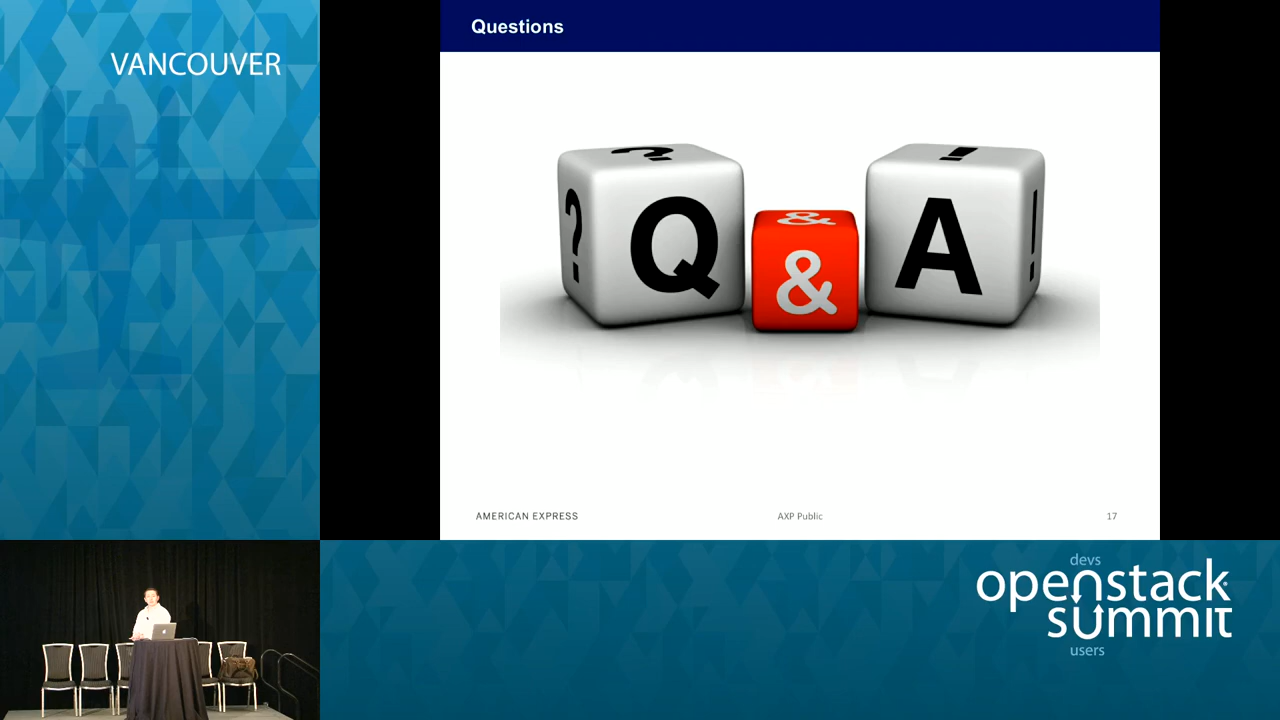 VANCOUVER
Questions
? ? Q & & ! A !
AMERICAN EXPRESS AXP Public 17
devs
openstack
summit
users